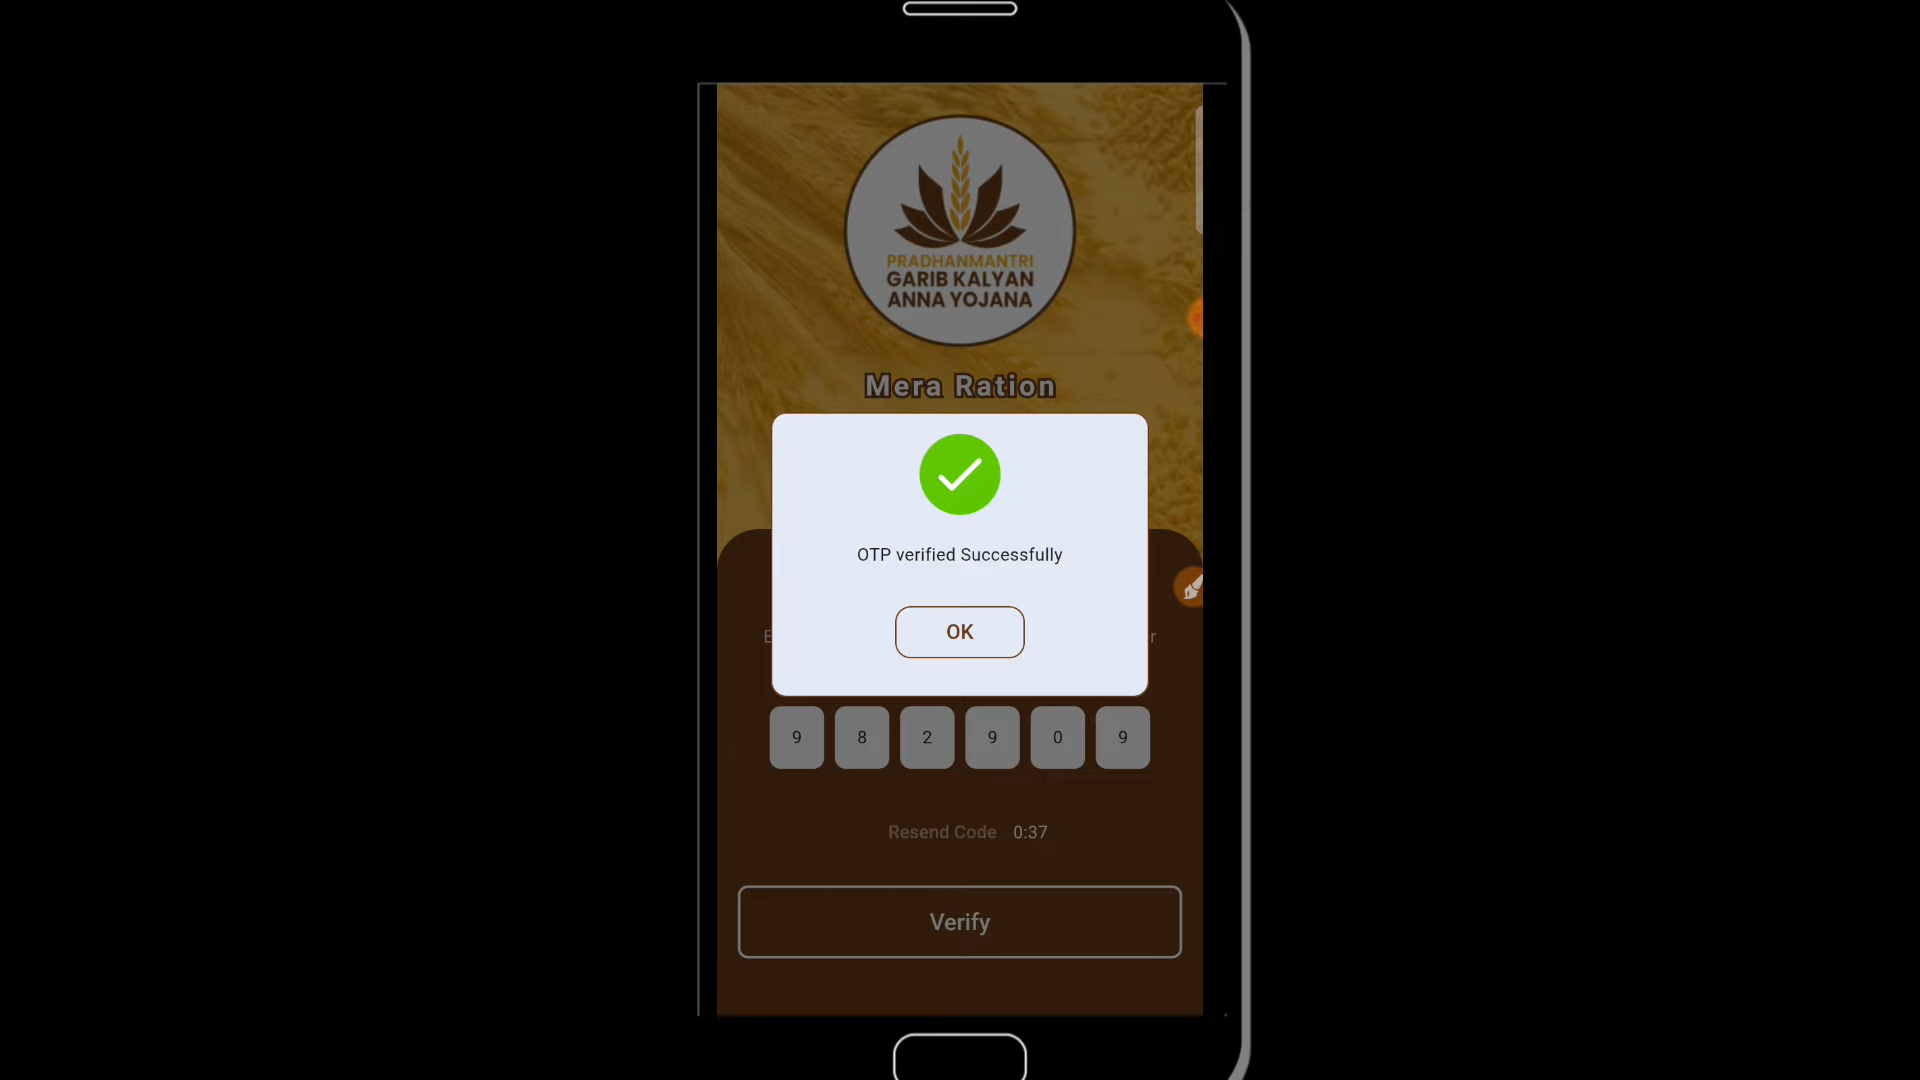 PRADHANMANTRI
GARIB KALYAN
ANNA YOJANA
Mera Ration
OTP verified Successfully
OK
9 8 2 9 0 9
Resend Code 0:37
Verify